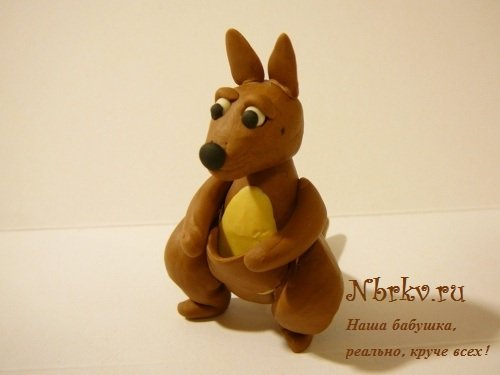 Nbrkv.ru
Наша бабушка,
реально, круче всех!